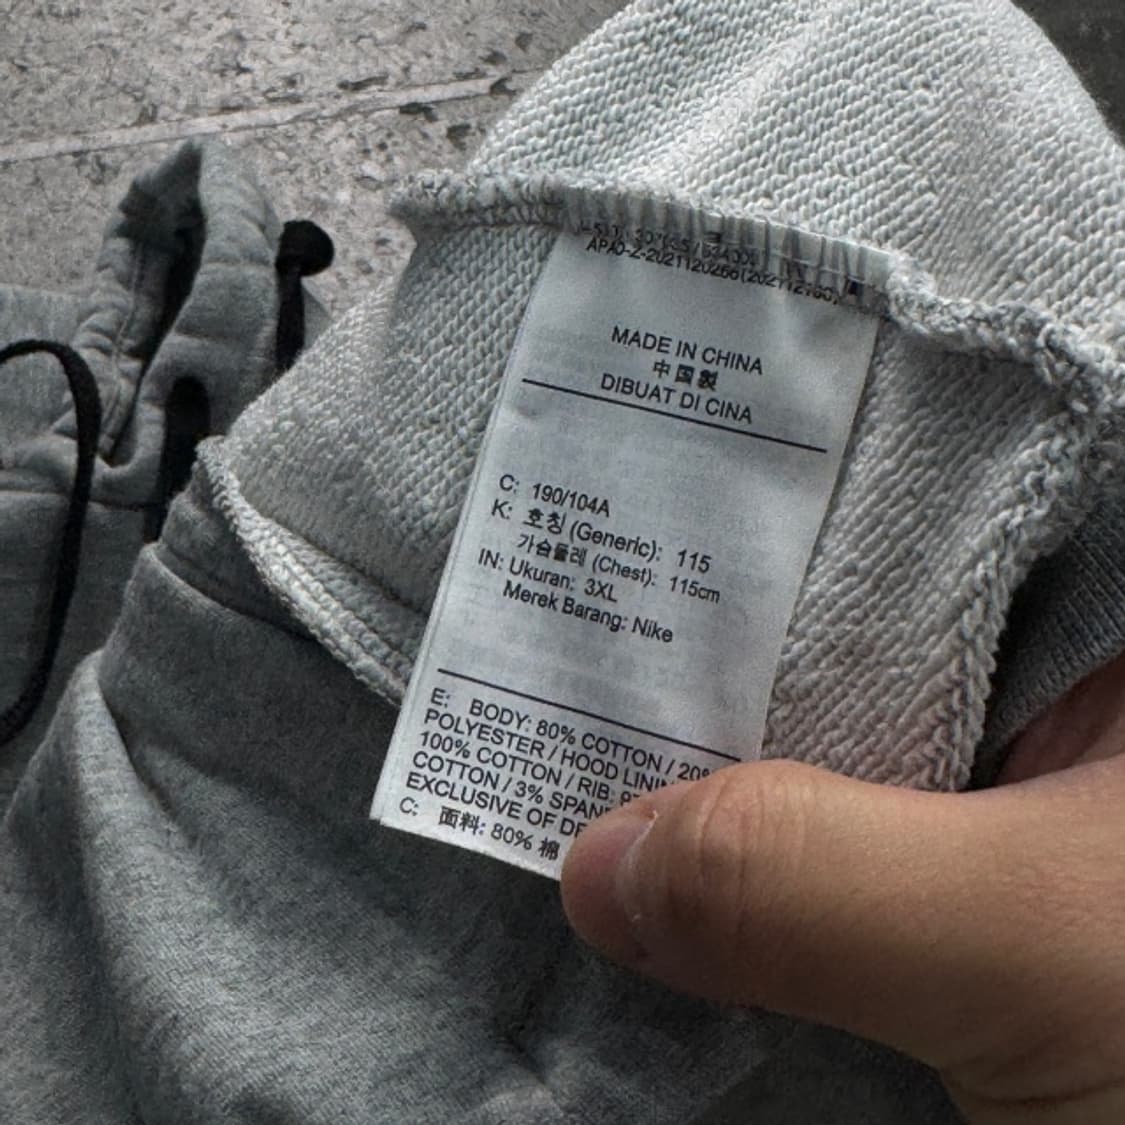 MADE IN CHINA
中国製
DIBUAT DI CINA
C: 190/104A
K: 호칭 (Generic): 115
가슴둘레 (Chest): 115cm
IN: Ukuran: 3XL
Merek Barang: Nike
E: BODY: 80% COTTON / 20%
POLYESTER / HOOD
100% COTTON / RIB:
COTTON / 3%
EXCLUSIVE OF
C: 面料: 80% 棉